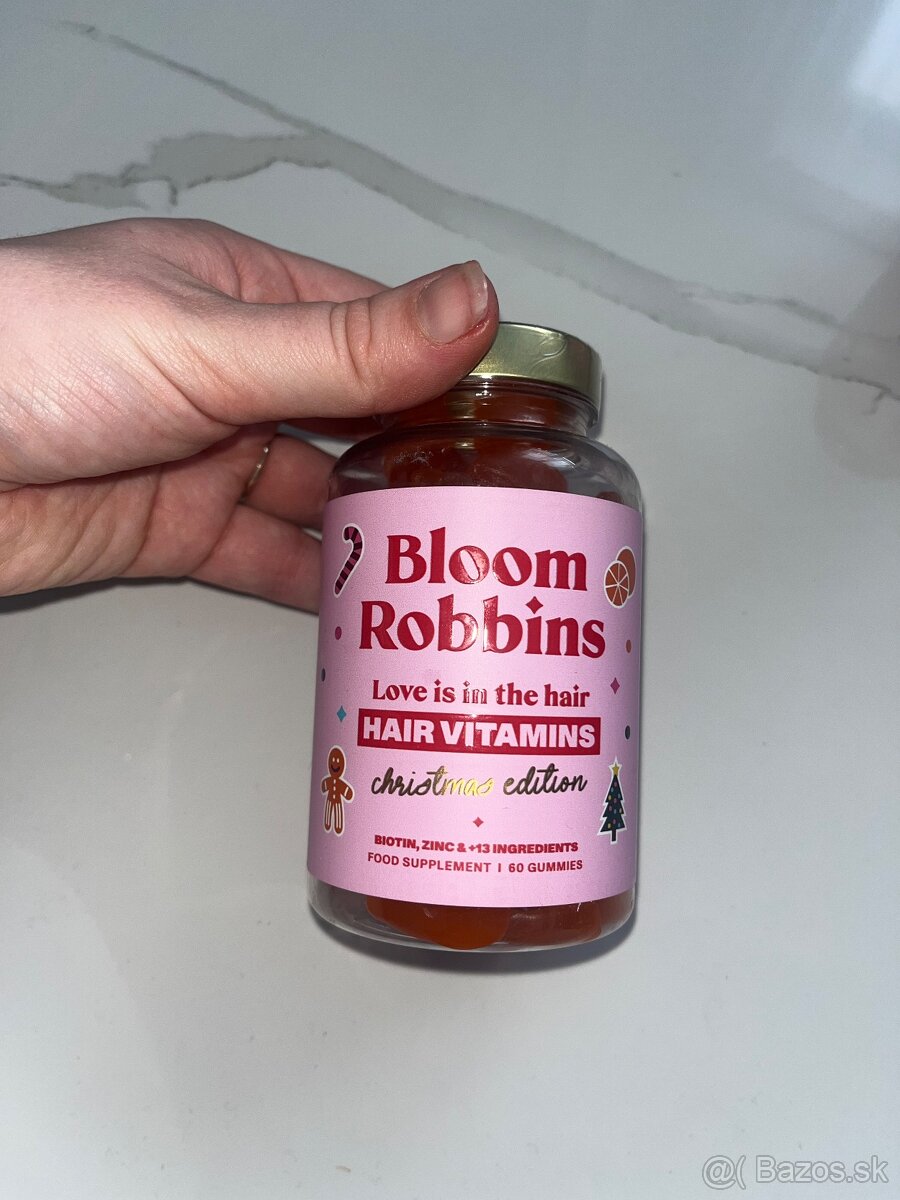 Bloom
Robbins
Love is in the hair
HAIR VITAMINS
christmas edition
BIOTIN, ZINC & +13 INGREDIENTS
FOOD SUPPLEMENT | 60 GUMMIES
@( Bazos.sk